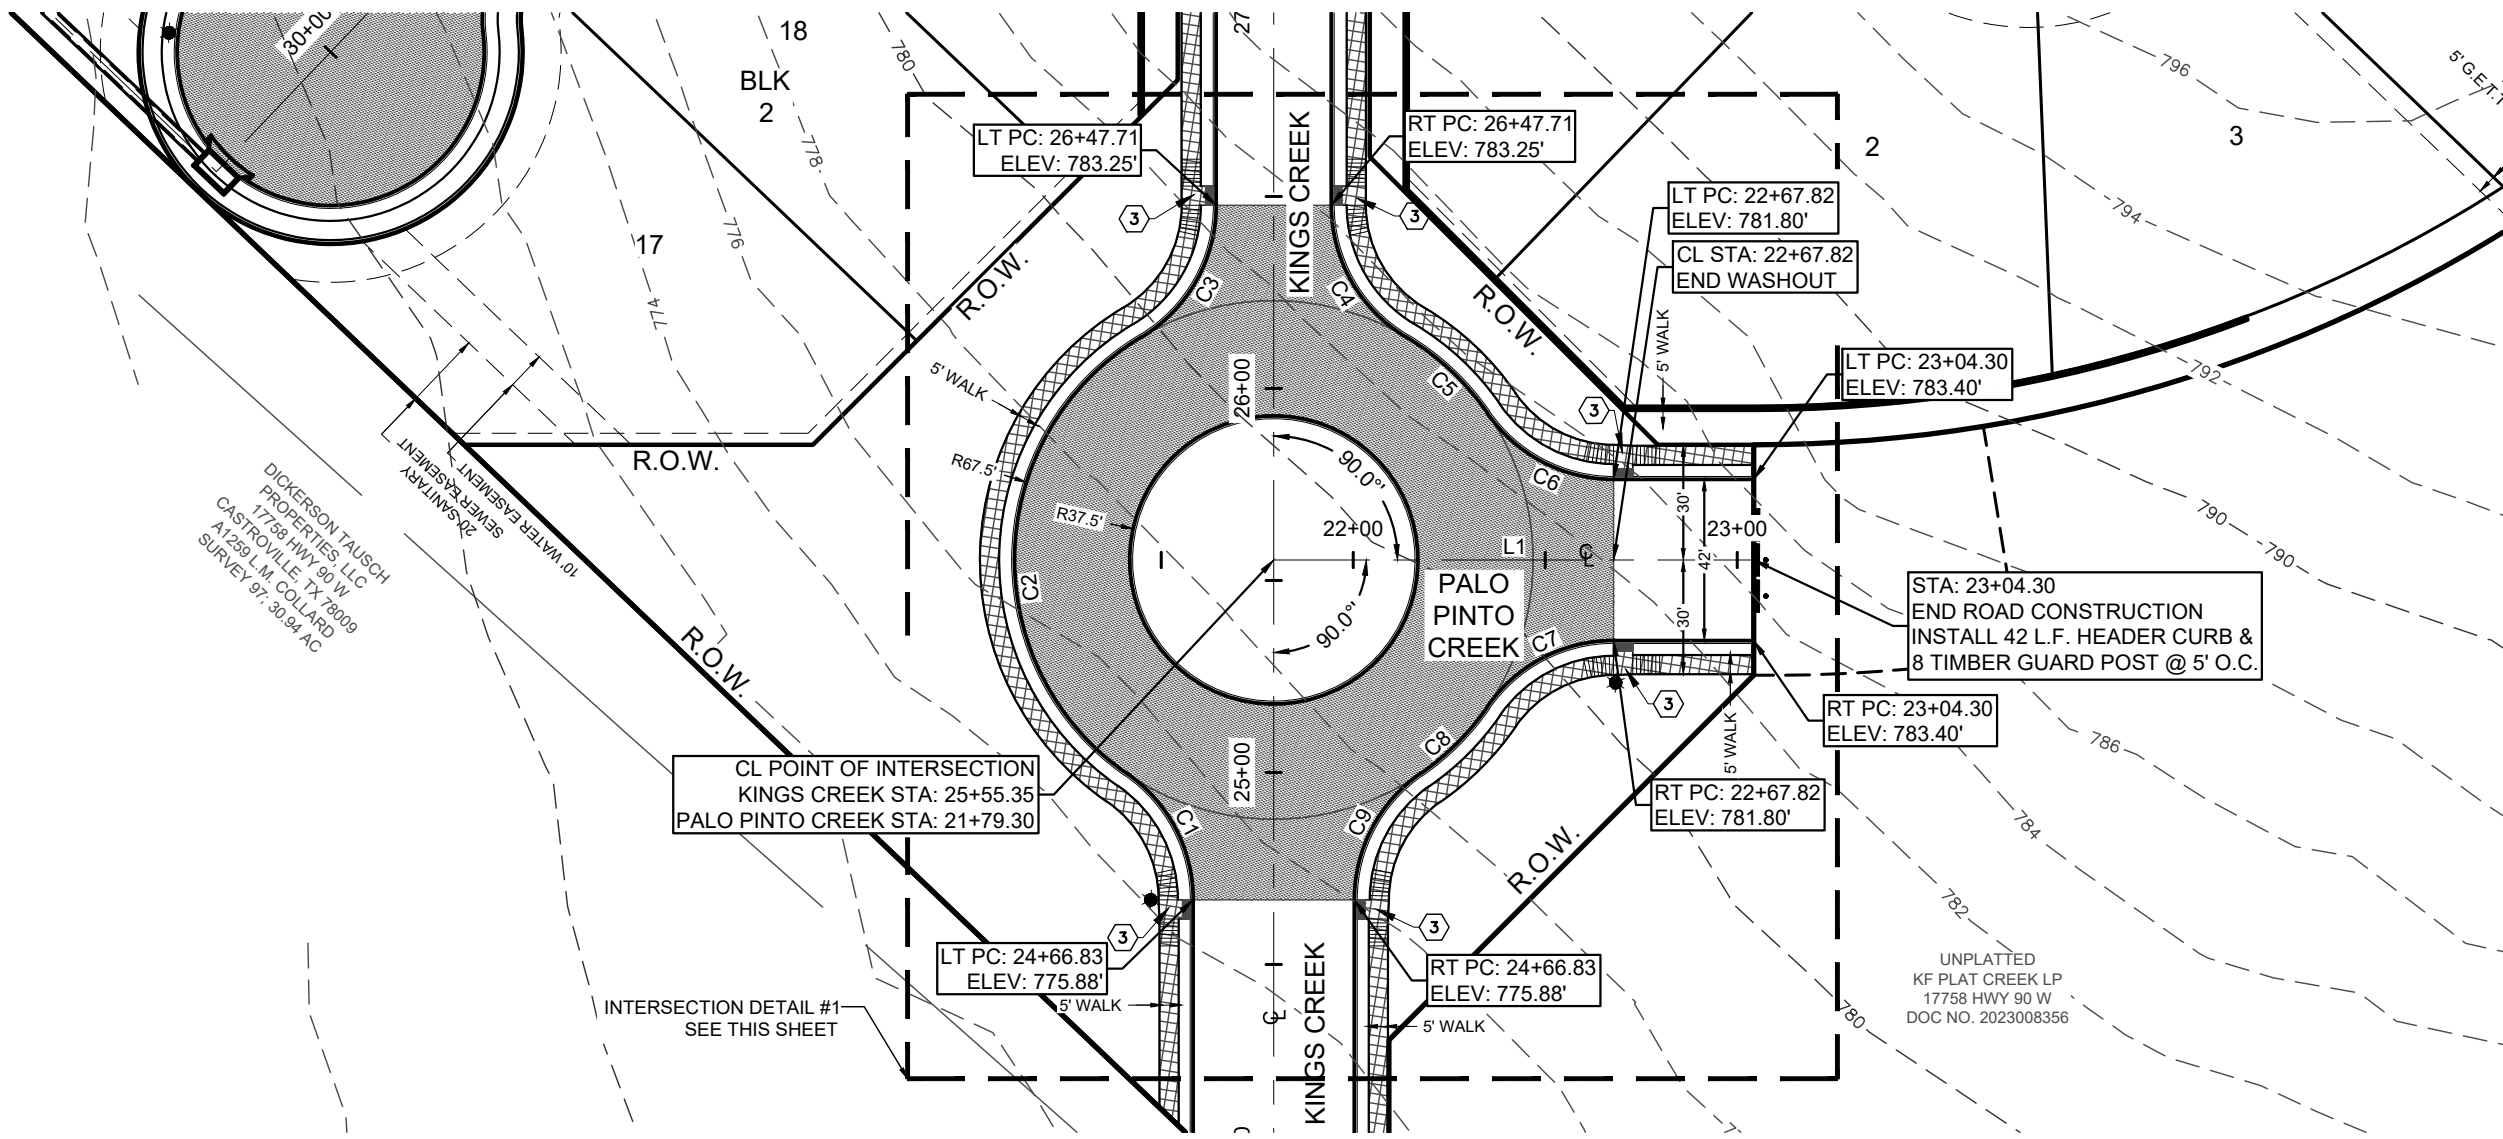 30+00
18
BLK
2
17
780
778
776
774
27
796
794
792
790
790
786
784
782
780
2
3
5' G.E.T.T
LT PC: 26+47.71
ELEV: 783.25'
RT PC: 26+47.71
ELEV: 783.25'
KINGS CREEK
LT PC: 22+67.82
ELEV: 781.80'
CL STA: 22+67.82
END WASHOUT
3
3
R.O.W.
R.O.W.
C3
C4
5' WALK
5' WALK
LT PC: 23+04.30
ELEV: 783.40'
26+00
C5
3
R.O.W.
R67.5'
90.0°'
C6
30'
R37.5'
22+00
L1
CL
23+00
42'
20' SANITARY
SEWER EASEMENT
10' WATER EASEMENT
DICKERSON TAUSCH
PROPERTIES, LLC
17758 HWY 90 W
CASTROVILLE, TX 78009
A1259 L.M. COLLARD
SURVEY 97; 30.94 AC
C2
PALO
PINTO
CREEK
90.0°'
C7
30'
STA: 23+04.30
END ROAD CONSTRUCTION
INSTALL 42 L.F. HEADER CURB &
8 TIMBER GUARD POST @ 5' O.C.
R.O.W.
3
RT PC: 23+04.30
ELEV: 783.40'
C8
25+00
5' WALK
CL POINT OF INTERSECTION
KINGS CREEK STA: 25+55.35
PALO PINTO CREEK STA: 21+79.30
RT PC: 22+67.82
ELEV: 781.80'
C1
C9
R.O.W.
3
3
LT PC: 24+66.83
ELEV: 775.88'
RT PC: 24+66.83
ELEV: 775.88'
INTERSECTION DETAIL #1
SEE THIS SHEET
5' WALK
CL
KINGS CREEK
5' WALK
UNPLATTED
KF PLAT CREEK LP
17758 HWY 90 W
DOC NO. 2023008356